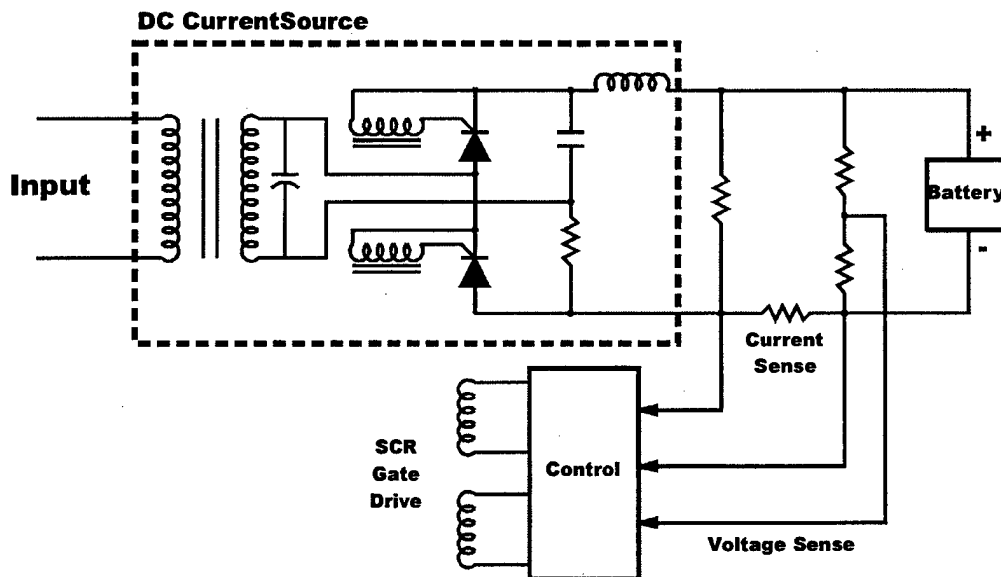 DC CurrentSource
Input
+
Battery
-
Current
Sense
SCR
Gate
Drive
Control
Voltage Sense